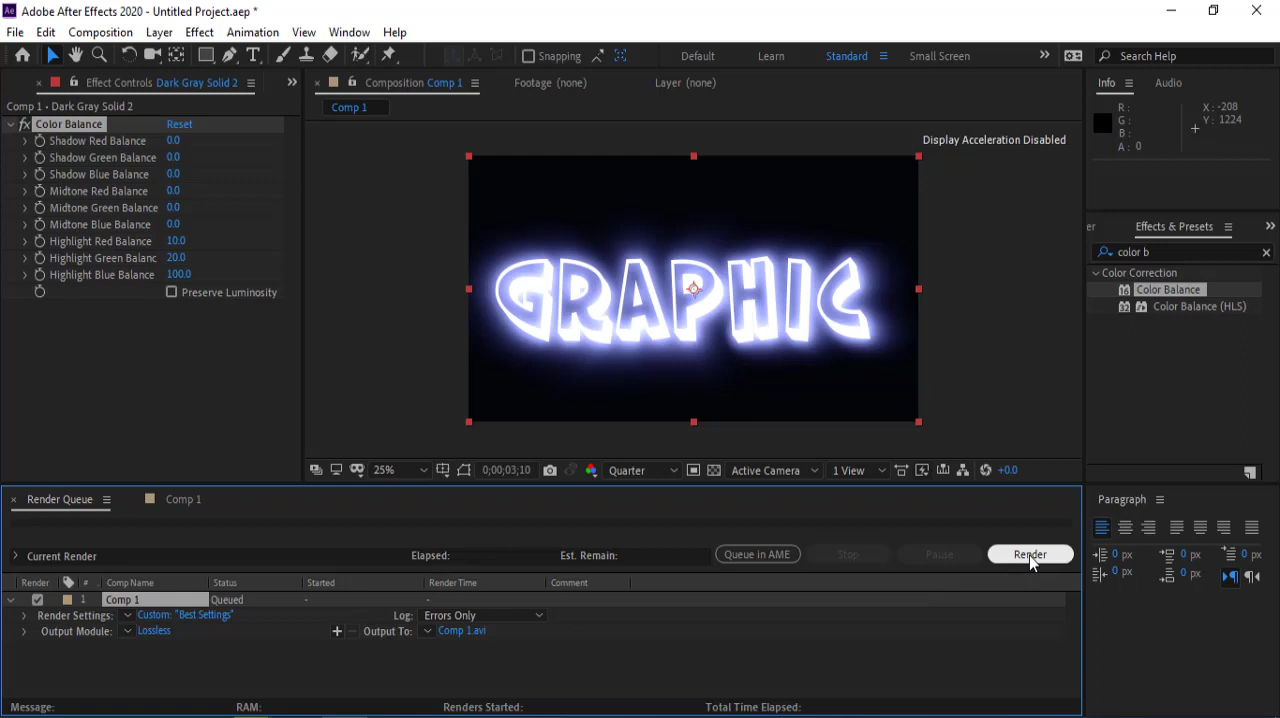 Adobe After Effects 2020 - Untitled Project.aep *
File Edit Composition Layer Effect Animation View Window Help
Snapping Default Learn Standard Small Screen Search Help
Effect Controls Dark Gray Solid 2
Composition Comp 1 Footage (none) Layer (none)
Info Audio
Comp 1 • Dark Gray Solid 2
Comp 1
R : X : -208
G : Y : 1224
B :
A : 0
fx Color Balance Reset
Display Acceleration Disabled
Shadow Red Balance 0.0
Shadow Green Balance 0.0
Shadow Blue Balance 0.0
Midtone Red Balance 0.0
Midtone Green Balance 0.0
Midtone Blue Balance 0.0
Highlight Red Balance 10.0
Highlight Green Balanc 20.0
Highlight Blue Balance 100.0
Preserve Luminosity
GRAPHIC
er Effects & Presets
color b
Color Correction
Color Balance
Color Balance (HLS)
25% 0;00;03;10 Quarter Active Camera 1 View +0.0
Render Queue Comp 1
Paragraph
Current Render Elapsed: Est. Remain: Queue in AME Stop Pause Render
0 px 0 px 0 px
0 px 0 px
Render # Comp Name Status Started Render Time Comment
1 Comp 1 Queued - -
Render Settings: Custom: "Best Settings" Log: Errors Only
Output Module: Lossless Output To: Comp 1.avi
Message: RAM: Renders Started: Total Time Elapsed: